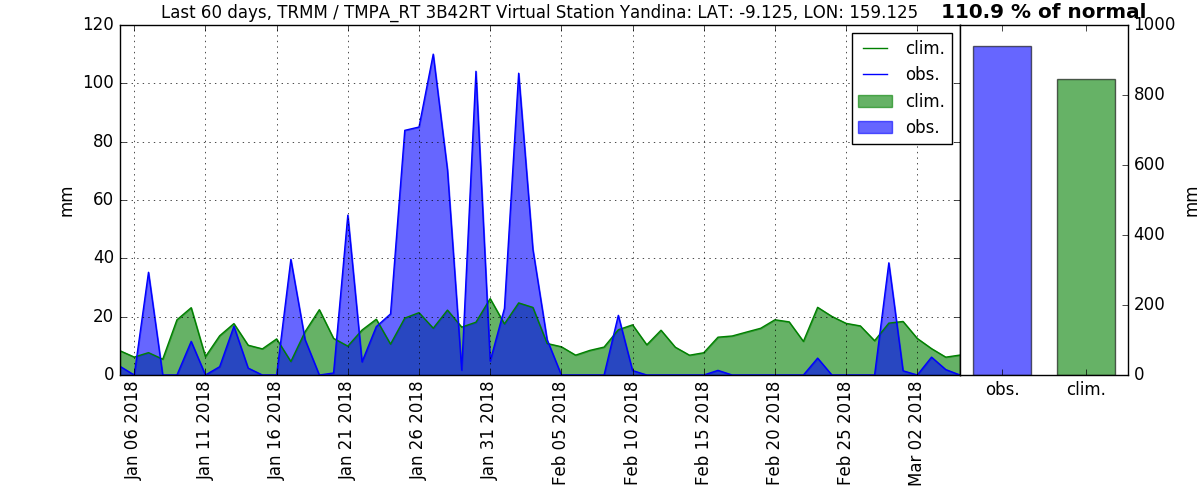 Last 60 days, TRMM / TMPA_RT 3B42RT Virtual Station Yandina: LAT: -9.125, LON: 159.125
110.9 % of normal
120
100
80
60
40
20
0
mm
clim.
obs.
clim.
obs.
1000
800
600
400
200
0
mm
Jan 06 2018
Jan 11 2018
Jan 16 2018
Jan 21 2018
Jan 26 2018
Jan 31 2018
Feb 05 2018
Feb 10 2018
Feb 15 2018
Feb 20 2018
Feb 25 2018
Mar 02 2018
obs.
clim.